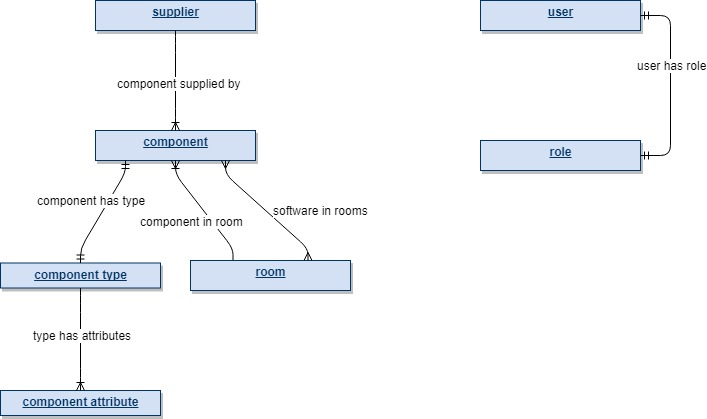 supplier
user
user has role
component supplied by
component
role
component has type
component in room
software in rooms
component type
room
type has attributes
component attribute